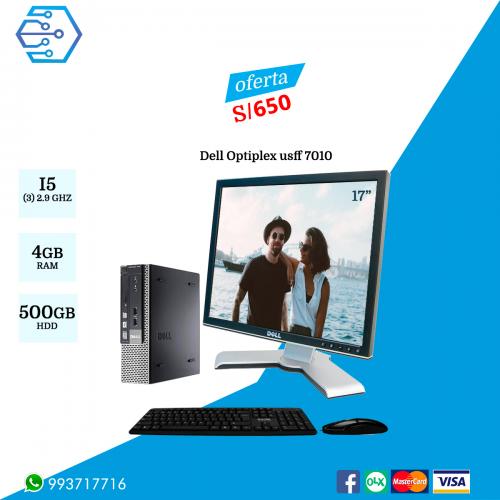 oferta
S/650
Dell Optiplex usff 7010
I5
(3) 2.9 GHZ
17”
4GB
RAM
500GB
HDD
DELL
DELL
993717716
f OLX MasterCard VISA